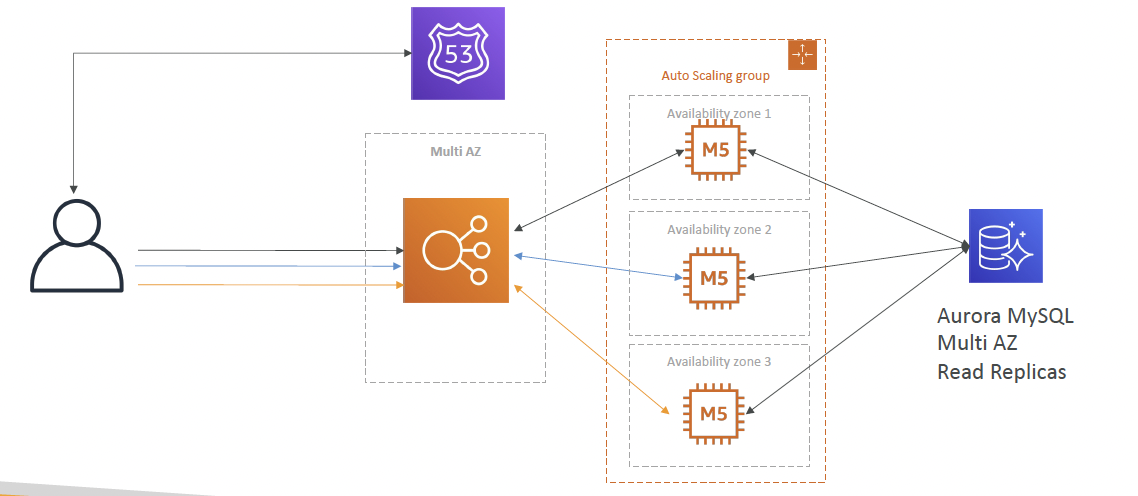 53
Auto Scaling group
Multi AZ
Availability zone 1
M5
Availability zone 2
M5
Availability zone 3
M5
Aurora MySQL
Multi AZ
Read Replicas